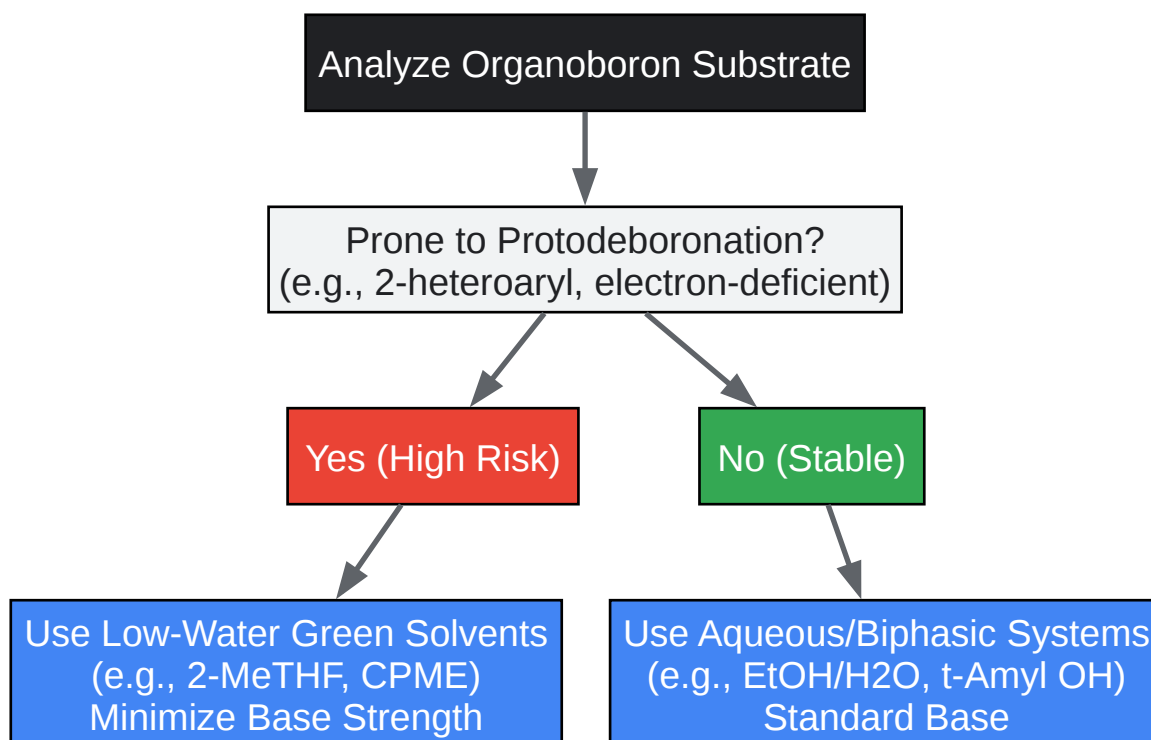 Analyze Organoboron Substrate
Prone to Protodeboronation?
(e.g., 2-heteroaryl, electron-deficient)
Yes (High Risk)
No (Stable)
Use Low-Water Green Solvents
(e.g., 2-MeTHF, CPME)
Minimize Base Strength
Use Aqueous/Biphasic Systems
(e.g., EtOH/H2O, t-Amyl OH)
Standard Base